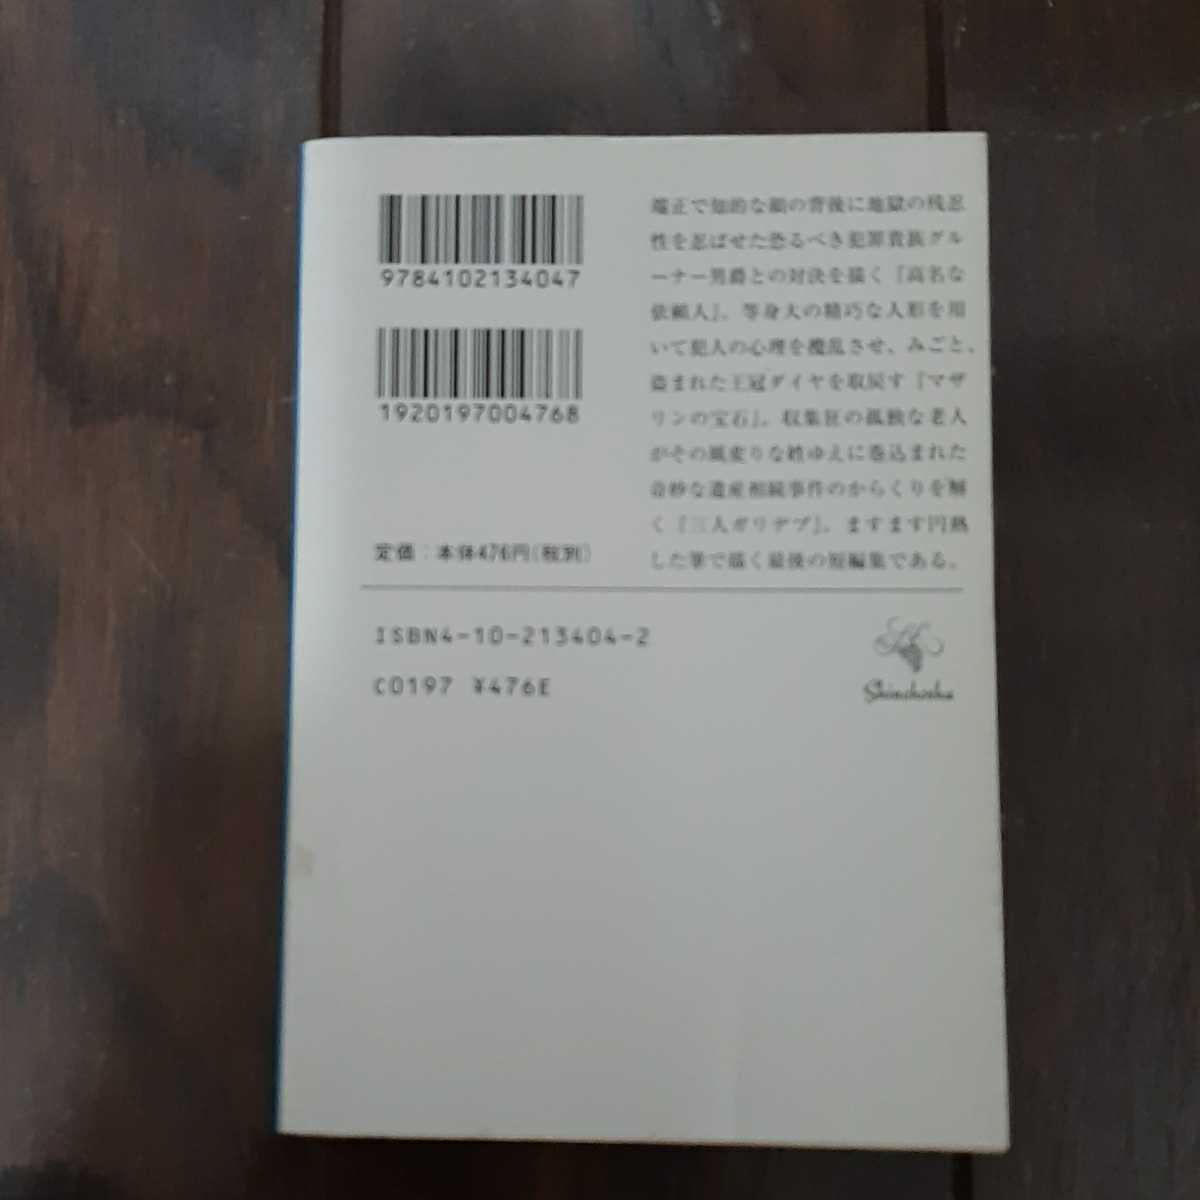 9784102134047
1920197004768
定価：本体476円(税別)
端正で知的な顔の背後に地獄の残忍
性を忍ばせた恐るべき犯罪貴族グル
ーナー男爵との対決を描く『高名な
依頼人』。等身大の精巧な人形を用
いて犯人の心理を攪乱させ、みごと、
盗まれた王冠ダイヤを取戻す『マザ
リンの宝石』。収集狂の孤独な老人
がその風変りな姓ゆえに巻込まれた
奇妙な遺産相続事件のからくりを解
く『三人ガリデブ』。ますます円熟
した筆で描く最後の短編集である。
ISBN4-10-213404-2
C0197 ¥476E
Shinchosha